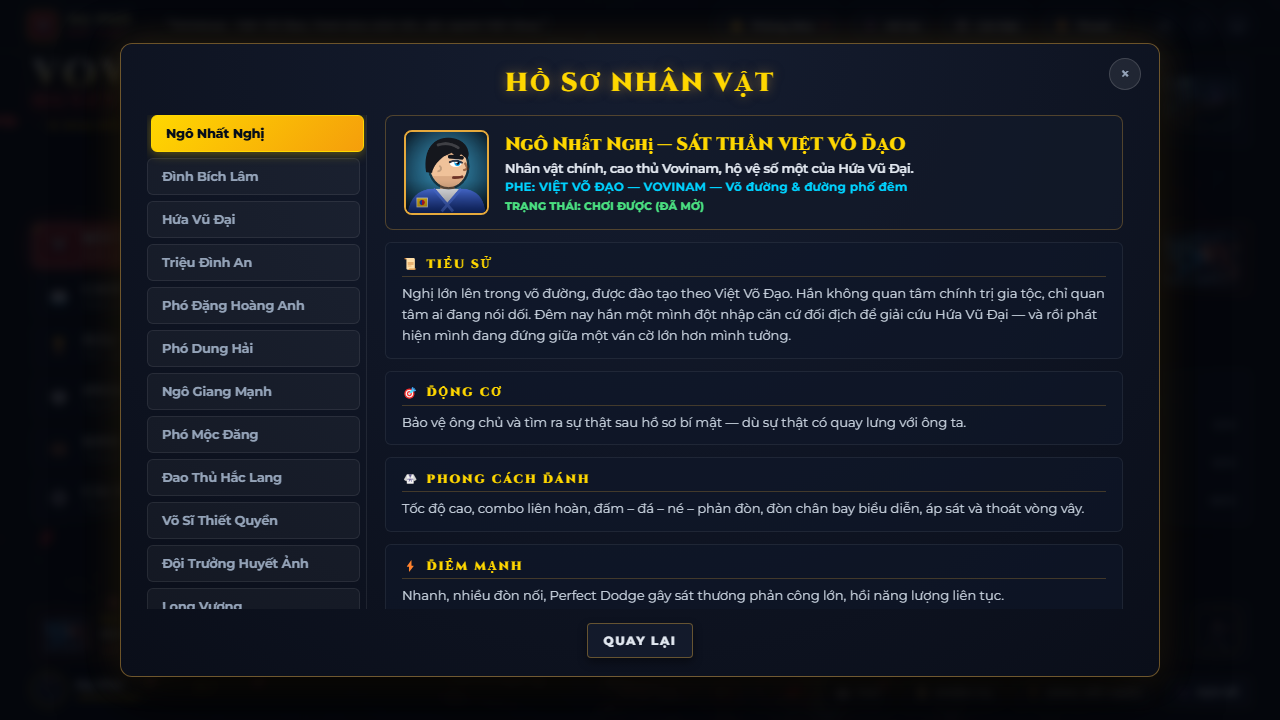 HỒ SƠ NHÂN VẬT
×
Ngô Nhất Nghị
Đình Bích Lâm
Hứa Vũ Đại
Triệu Đình An
Phó Đặng Hoàng Anh
Phó Dung Hải
Ngô Giang Mạnh
Phó Mộc Đăng
Đao Thủ Hắc Lang
Võ Sĩ Thiết Quyền
Đội Trưởng Huyết Ảnh
Long Vương
Ngô Nhất Nghị — SÁT THẦN VIỆT VÕ ĐẠO
Nhân vật chính, cao thủ Vovinam, hộ vệ số một của Hứa Vũ Đại.
PHE: VIỆT VÕ ĐẠO — VOVINAM — Võ đường & đường phố đêm
TRẠNG THÁI: CHƠI ĐƯỢC (ĐÃ MỞ)
TIỂU SỬ
Nghị lớn lên trong võ đường, được đào tạo theo Việt Võ Đạo. Hắn không quan tâm chính trị gia tộc, chỉ quan
tâm ai đang nói dối. Đêm nay hắn một mình đột nhập căn cứ đối địch để giải cứu Hứa Vũ Đại — và rồi phát
hiện mình đang đứng giữa một ván cờ lớn hơn mình tưởng.
ĐỘNG CƠ
Bảo vệ ông chủ và tìm ra sự thật sau hồ sơ bí mật — dù sự thật có quay lưng với ông ta.
PHONG CÁCH ĐÁNH
Tốc độ cao, combo liên hoàn, đấm – đá – né – phản đòn, đòn chân bay biểu diễn, áp sát và thoát vòng vây.
ĐIỂM MẠNH
Nhanh, nhiều đòn nối, Perfect Dodge gây sát thương phản công lớn, hồi năng lượng liên tục.
QUAY LẠI